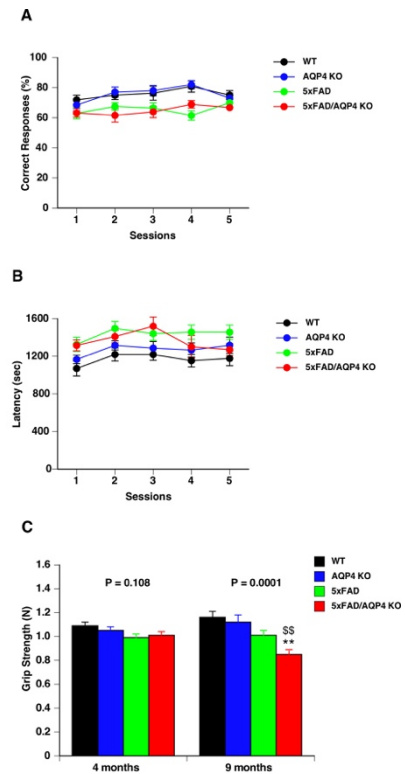 A
100
80
60
40
20
0
Correct Responses (%)
1 2 3 4 5
Sessions
WT
AQP4 KO
5xFAD
5xFAD/AQP4 KO
B
1600
1200
800
400
0
Latency (sec)
1 2 3 4 5
Sessions
WT
AQP4 KO
5xFAD
5xFAD/AQP4 KO
C
1.6
1.4
1.2
1.0
0.8
0.6
0.4
0.2
0
Grip Strength (N)
P = 0.108
P = 0.0001
$$
**
4 months
9 months
WT
AQP4 KO
5xFAD
5xFAD/AQP4 KO